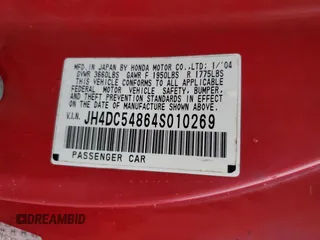 MFD. IN JAPAN BY HONDA MOTOR CO.,LTD. 1/'04
GVWR 3660LBS GAWR F 1950LBS R 1775LBS
THIS VEHICLE CONFORMS TO ALL APPLICABLE
FEDERAL MOTOR VEHICLE SAFETY, BUMPER,
AND THEFT PREVENTION STANDARDS IN
EFFECT ON THE DATE OF MANUFACTURE
SHOWN ABOVE.
V.I.N. JH4DC54864S010269
PASSENGER CAR
DREAMBID